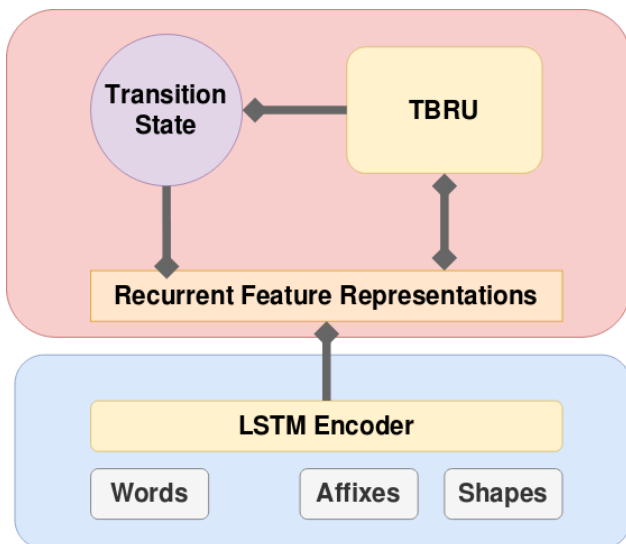 Transition
State
TBRU
Recurrent Feature Representations
LSTM Encoder
Words
Affixes
Shapes